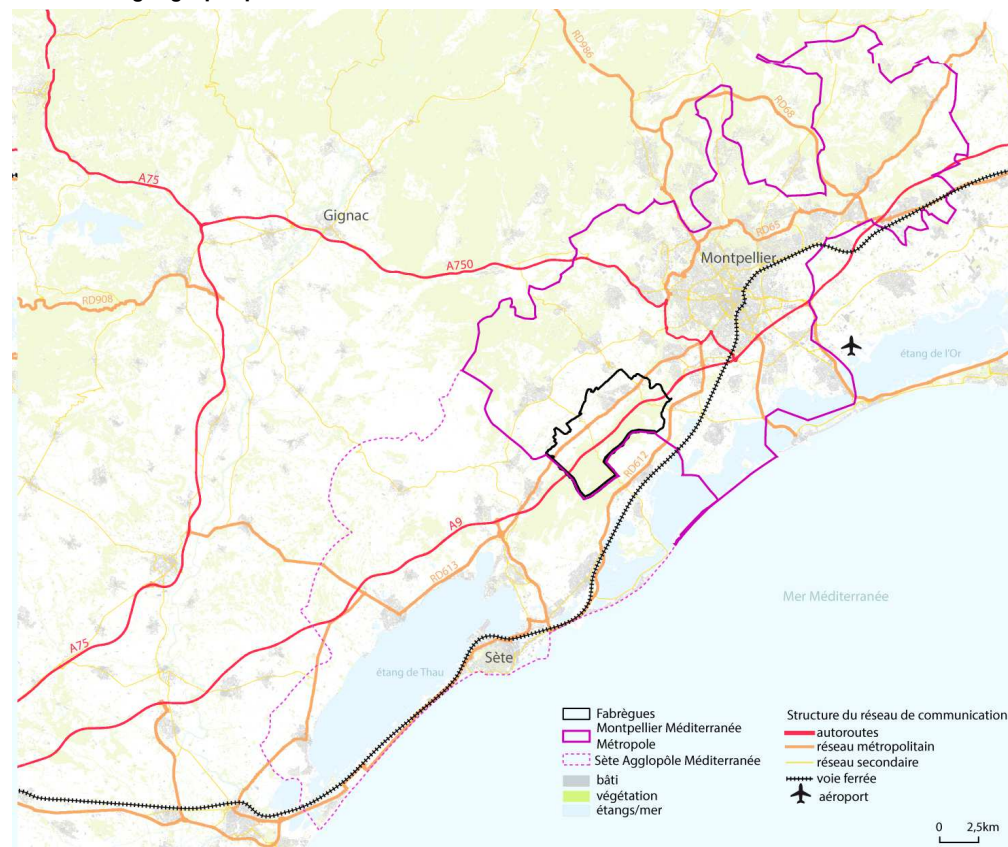 RD986
RD68
A75
Gignac
RD65
Montpellier
A750
RD908
étang de l'Or
RD612
A9
RD613
Mer Méditerranée
A75
étang de Thau
Sète
Fabrègues
Montpellier Méditerranée
Métropole
Sète Agglopôle Méditerranée
bâti
végétation
étangs/mer
Structure du réseau de communication
autoroutes
réseau métropolitain
réseau secondaire
voie ferrée
aéroport
0 2,5km